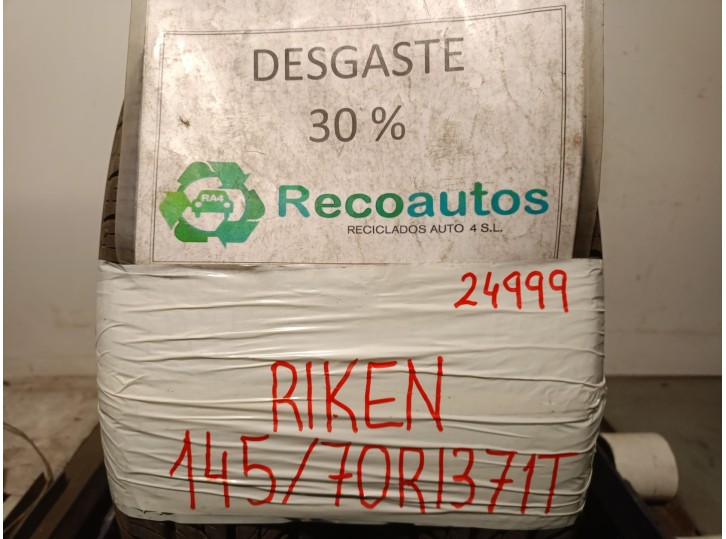 DESGASTE
30 %
RA4
Recoautos
RECICLADOS AUTO 4 S.L.
24999
RIKEN
145/70R1371T